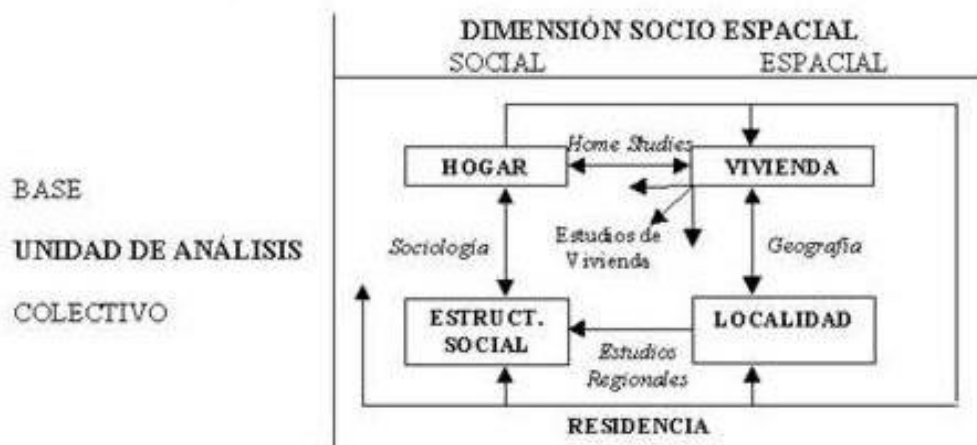 DIMENSIÓN SOCIO ESPACIAL
SOCIAL ESPACIAL
Home Studies
HOGAR VIVIENDA
BASE
UNIDAD DE ANÁLISIS
COLECTIVO
Sociología
Estudios de
Vivienda
Geografía
ESTRUCT.
SOCIAL
LOCALIDAD
Estudios
Regionales
RESIDENCIA